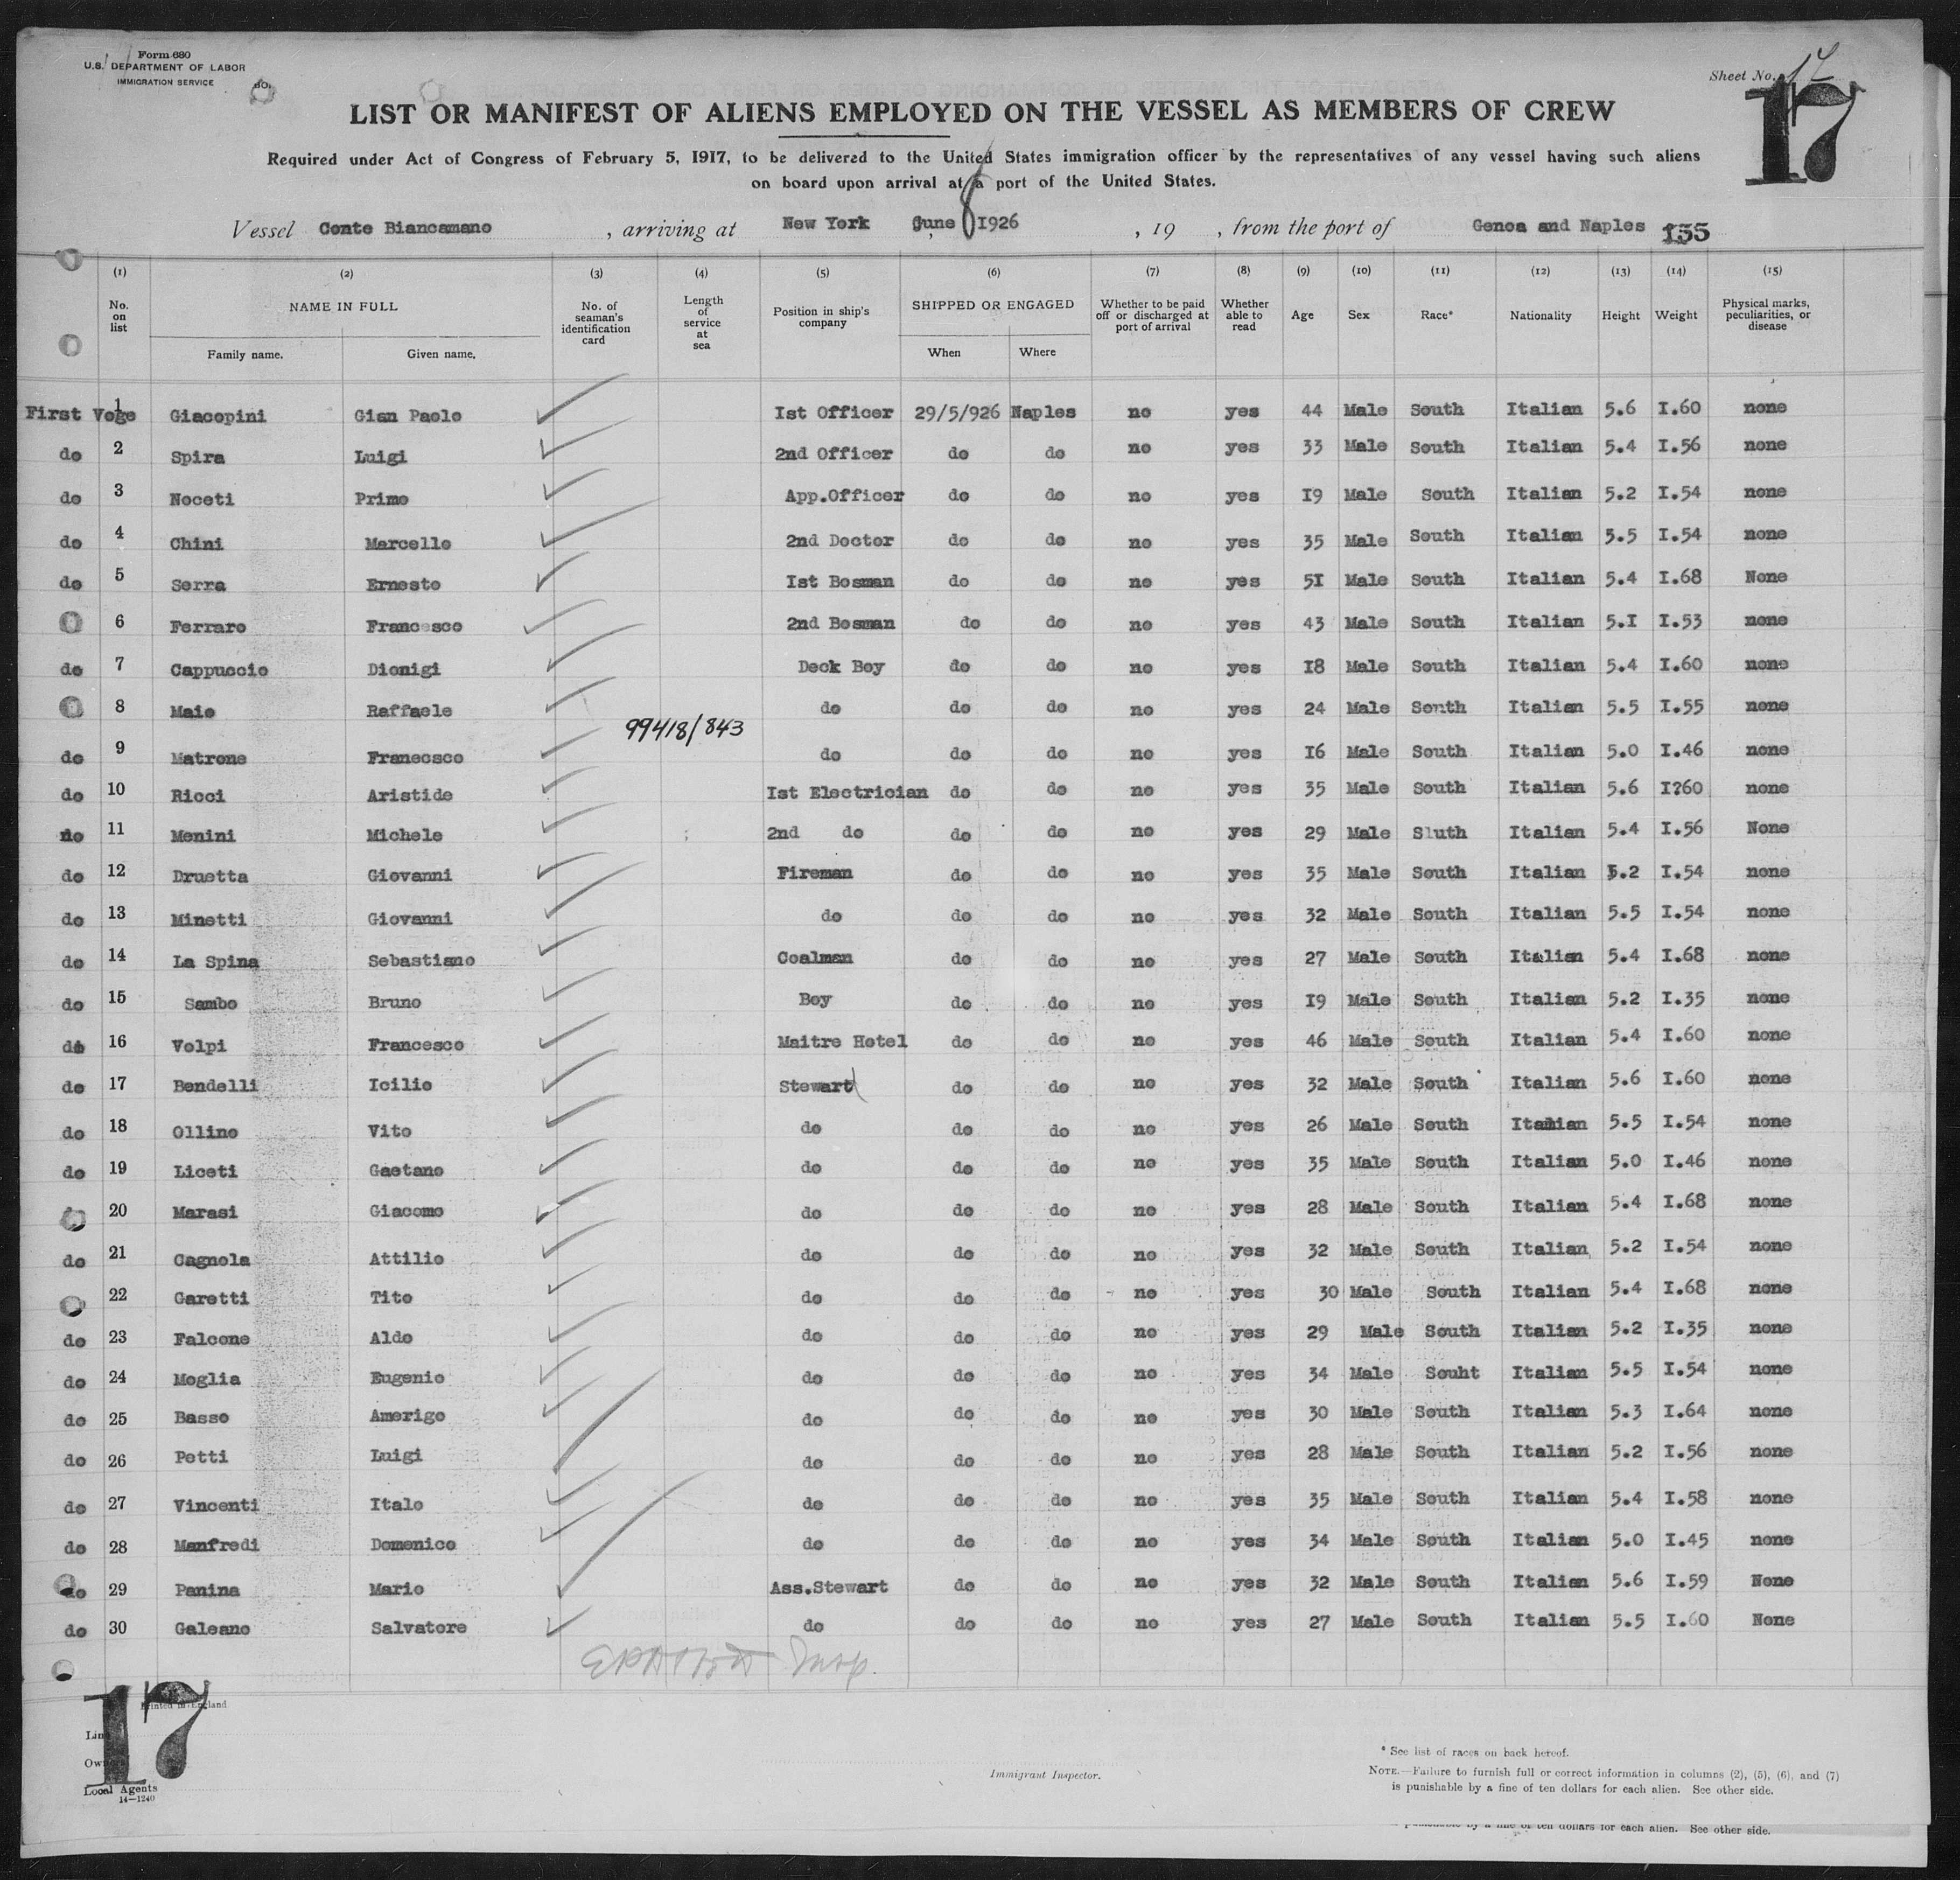 Form 680
U.S. DEPARTMENT OF LABOR
IMMIGRATION SERVICE
Sheet No. 17
17
LIST OR MANIFEST OF ALIENS EMPLOYED ON THE VESSEL AS MEMBERS OF CREW
Required under Act of Congress of February 5, 1917, to be delivered to the United States immigration officer by the representatives of any vessel having such aliens
on board upon arrival at a port of the United States.
Vessel Conte Biancamano , arriving at New York June 8 1926 , 19 , from the port of Genoa and Naples 155
(1) (2) (3) (4) (5) (6) (7) (8) (9) (10) (11) (12) (13) (14) (15)
No. on list NAME IN FULL Family name. Given name. No. of seaman's identification card Length of service at sea Position in ship's company SHIPPED OR ENGAGED When Where Whether to be paid off or discharged at port of arrival Whether able to read Age Sex Race* Nationality Height Weight Physical marks, peculiarities, or disease
First Voge 1 Giacopini Gian Paolo Ist Officer 29/5/926 Naples no yes 44 Male South Italian 5.6 I.60 none
do 2 Spira Luigi 2nd Officer do do no yes 33 Male South Italian 5.4 I.56 none
do 3 Noceti Primo App.Officer do do no yes I9 Male South Italian 5.2 I.54 none
do 4 Chini Marcello 2nd Doctor do do no yes 35 Male South Italian 5.5 I.54 none
do 5 Serra Ernesto Ist Bosman do do no yes 5I Male South Italian 5.4 I.68 None
6 Ferraro Francesco 2nd Bosman do do no yes 43 Male South Italian 5.I I.53 none
do 7 Cappuccio Dionigi Deck Boy do do no yes I8 Male South Italian 5.4 I.60 none
8 Maio Raffaele do do do no yes 24 Male South Italian 5.5 I.55 none
99418/843
do 9 Matrone Francesco do do do no yes I6 Male South Italian 5.0 I.46 none
do 10 Ricci Aristide Ist Electrician do do no yes 35 Male South Italian 5.6 I?60 none
do 11 Menini Michele 2nd do do do no yes 29 Male Sluth Italian 5.4 I.56 None
do 12 Druetta Giovanni Fireman do do no yes 35 Male South Italian 5.2 I.54 none
do 13 Minetti Giovanni do do do no yes 32 Male South Italian 5.5 I.54 none
do 14 La Spina Sebastiano Coalman do do no yes 27 Male South Italian 5.4 I.68 none
do 15 Sambo Bruno Boy do do no yes I9 Male South Italian 5.2 I.35 none
do 16 Volpi Francesco Maitre Hotel do do no yes 46 Male South Italian 5.4 I.60 none
do 17 Bendelli Icilio Stewart do do no yes 32 Male South Italian 5.6 I.60 none
do 18 Ollino Vito do do do no yes 26 Male South Italian 5.5 I.54 none
do 19 Liceti Gaetano do do do no yes 35 Male South Italian 5.0 I.46 none
20 Marasi Giacomo do do do no yes 28 Male South Italian 5.4 I.68 none
do 21 Cagnola Attilio do do do no yes 32 Male South Italian 5.2 I.54 none
22 Garetti Tito do do do no yes 30 Male South Italian 5.4 I.68 none
do 23 Falcone Aldo do do do no yes 29 Male South Italian 5.2 I.35 none
do 24 Moglia Eugenio do do do no yes 34 Male Souht Italian 5.5 I.54 none
do 25 Basso Amerigo do do do no yes 30 Male South Italian 5.3 I.64 none
do 26 Petti Luigi do do do no yes 28 Male South Italian 5.2 I.56 none
do 27 Vincenti Italo do do do no yes 35 Male South Italian 5.4 I.58 none
do 28 Manfredi Domenico do do do no yes 34 Male South Italian 5.0 I.45 none
do 29 Panina Mario Ass.Stewart do do no yes 32 Male South Italian 5.6 I.59 None
do 30 Galeano Salvatore do do do no yes 27 Male South Italian 5.5 I.60 None
Insp.
17
Printed in England
Local Agents
14—1240
Immigrant Inspector.
* See list of races on back hereof.
NOTE.—Failure to furnish full or correct information in columns (2), (5), (6), and (7)
is punishable by a fine of ten dollars for each alien. See other side.
is punishable by a fine of ten dollars for each alien. See other side.